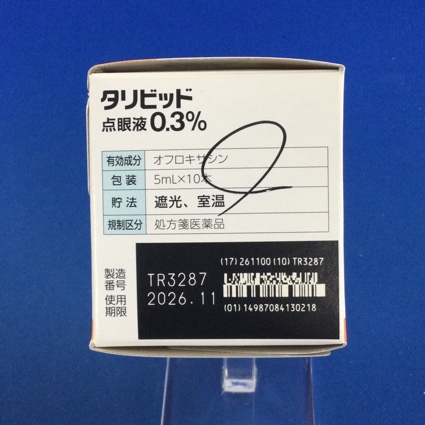 タリビッド
点眼液 0.3%
有効成分 オフロキサシン
包装 5mL×10本
貯法 遮光、室温
規制区分 処方箋医薬品
(17)261100(10)TR3287
製造番号 TR3287
使用期限 2026.11
(01)14987084130218